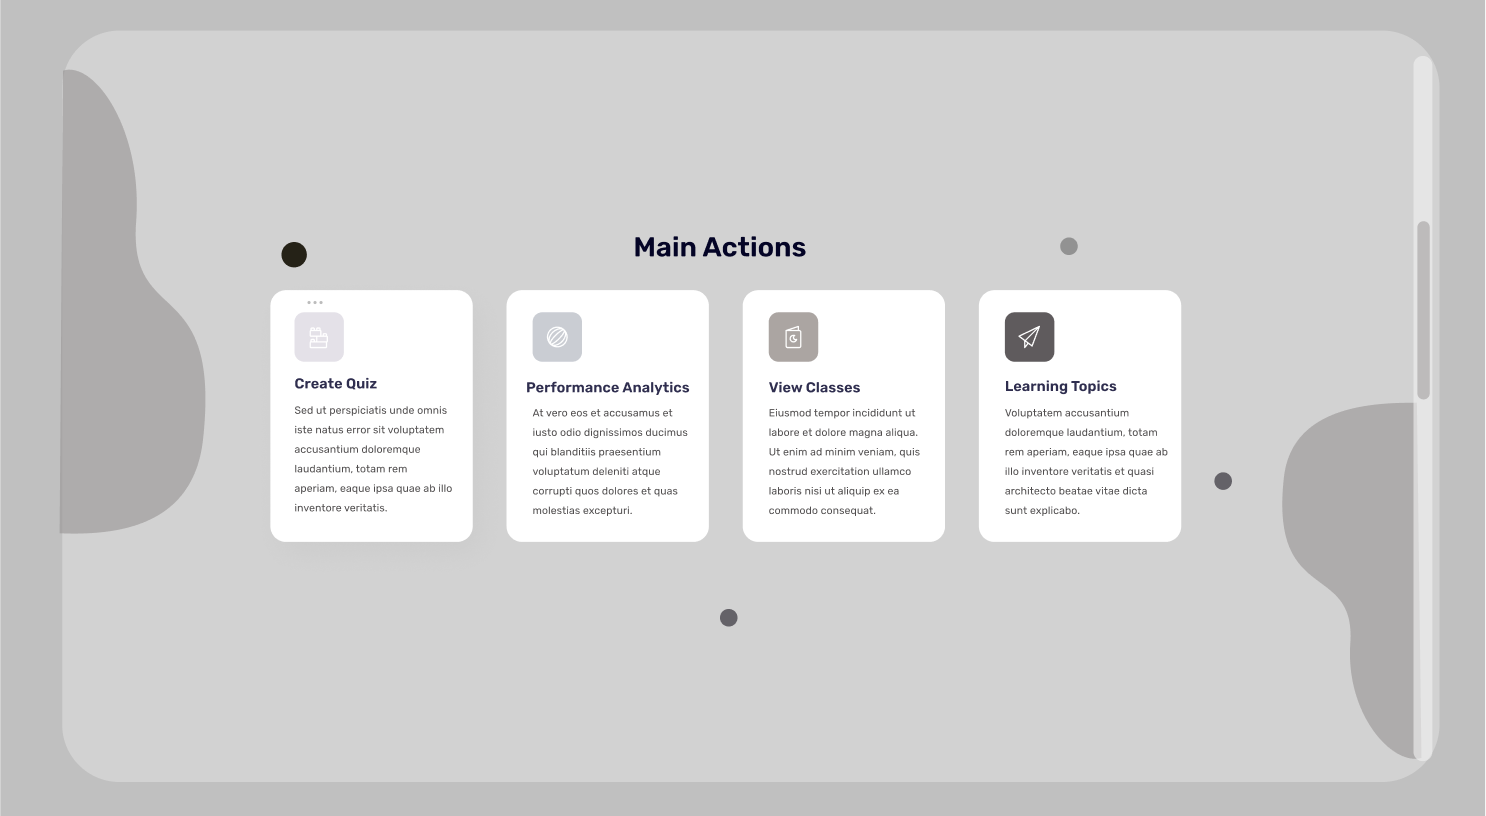 Main Actions
Create Quiz
Sed ut perspiciatis unde omnis
iste natus error sit voluptatem
accusantium doloremque
laudantium, totam rem
aperiam, eaque ipsa quae ab illo
inventore veritatis.
Performance Analytics
At vero eos et accusamus et
iusto odio dignissimos ducimus
qui blanditiis praesentium
voluptatum deleniti atque
corrupti quos dolores et quas
molestias excepturi.
View Classes
Eiusmod tempor incididunt ut
labore et dolore magna aliqua.
Ut enim ad minim veniam, quis
nostrud exercitation ullamco
laboris nisi ut aliquip ex ea
commodo consequat.
Learning Topics
Voluptatem accusantium
doloremque laudantium, totam
rem aperiam, eaque ipsa quae ab
illo inventore veritatis et quasi
architecto beatae vitae dicta
sunt explicabo.